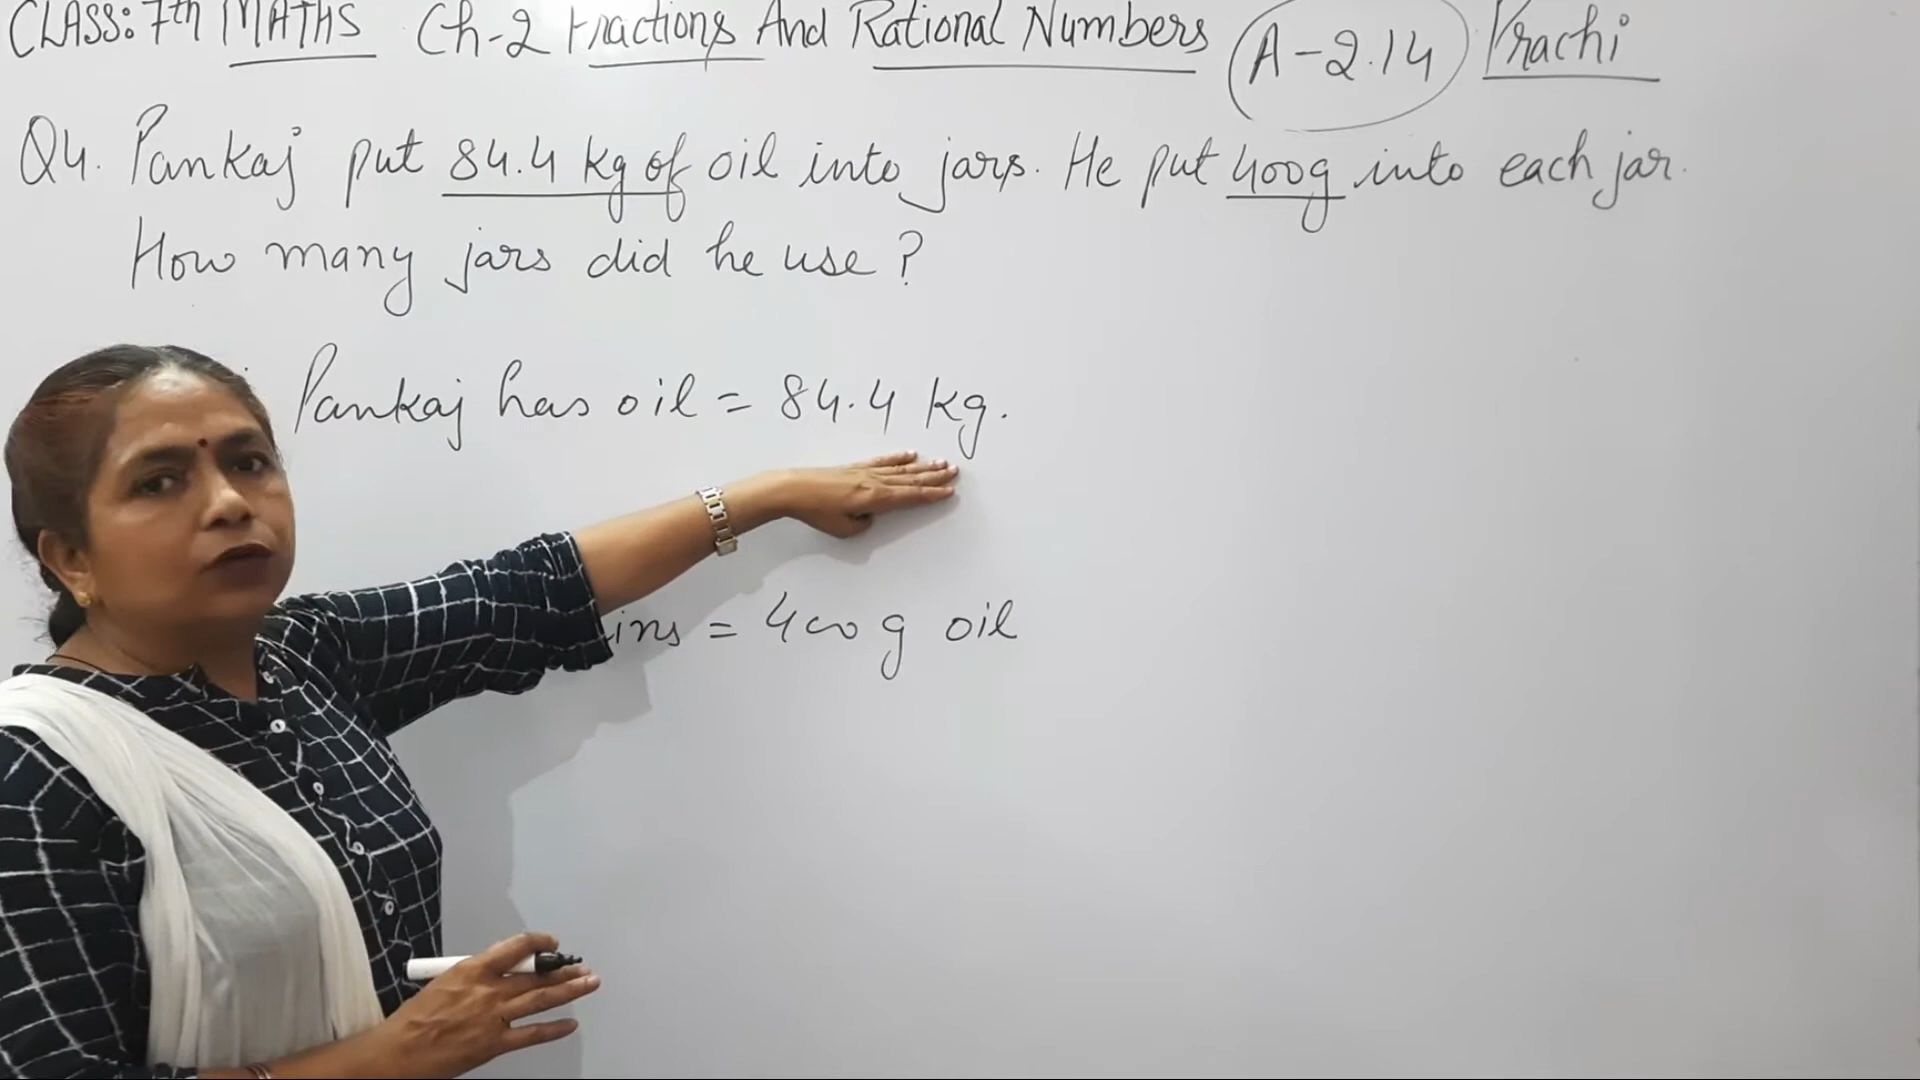 CLASS: 7th MATHS Ch-2 Fractions And Rational Numbers A-2.14 Prachi
Q4. Pankaj put 84.4 kg of oil into jars. He put 400g into each jar.
How many jars did he use?
Pankaj has oil = 84.4 kg.
ins = 400 g oil